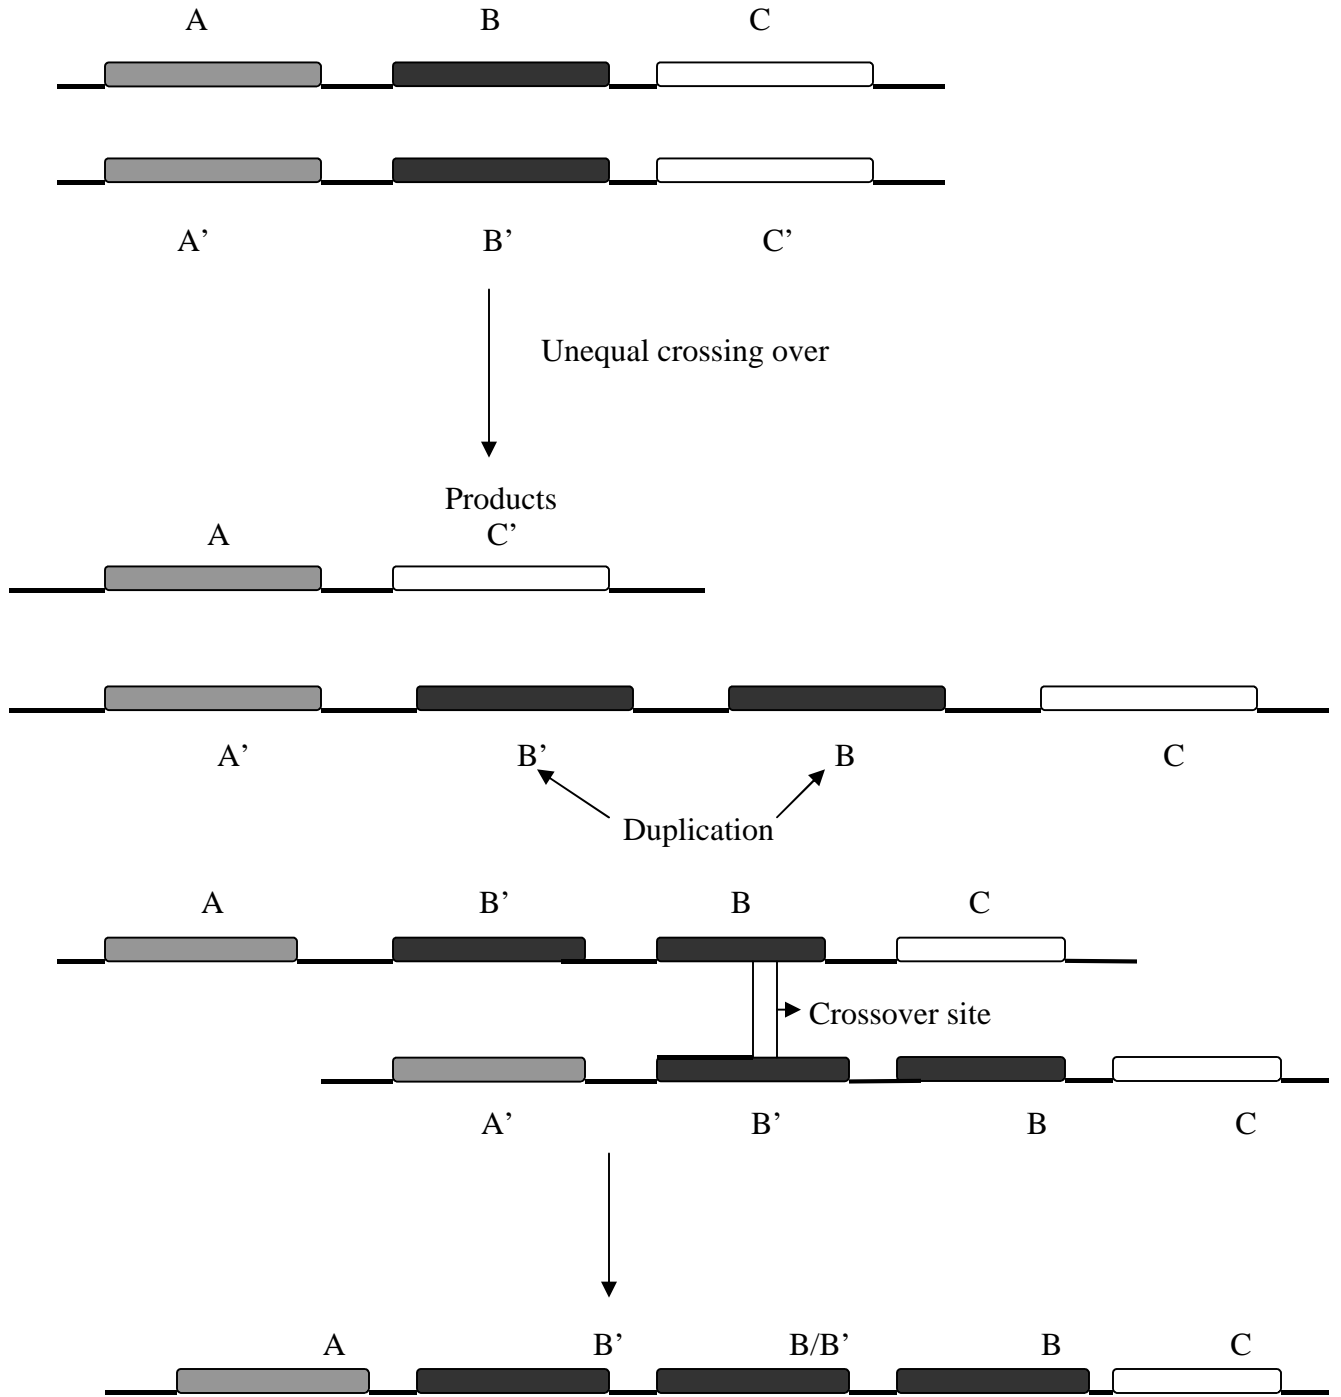 A B C
A’ B’ C’
Unequal crossing over
Products
A C’
A’ B’ B C
Duplication
A B’ B C
Crossover site
A’ B’ B C
A B’ B/B’ B C